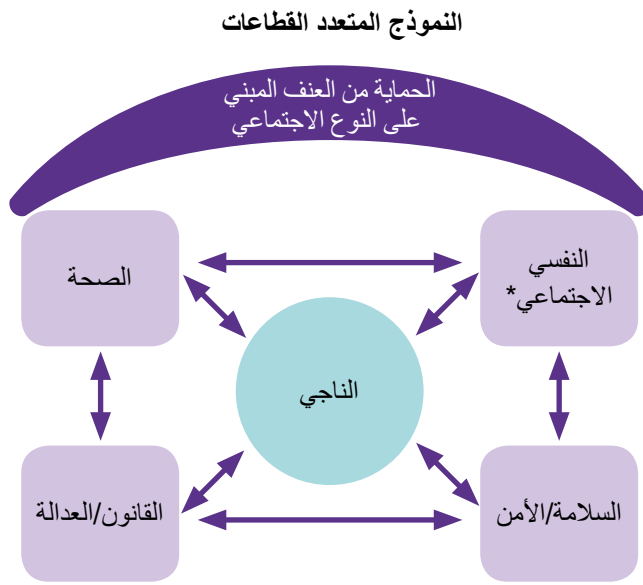 النموذج المتعدد القطاعات
الحماية من العنف المبني
على النوع الاجتماعي
النفسي
الاجتماعي*
الصحة
الناجي
السلامة/الأمن
القانون/العدالة